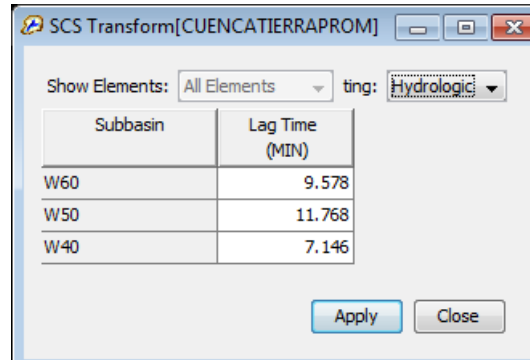 SCS Transform[CUENCATIERRAPROM]
Show Elements: All Elements ting: Hydrologic
Subbasin Lag Time
(MIN)
W60 9.578
W50 11.768
W40 7.146
Apply Close